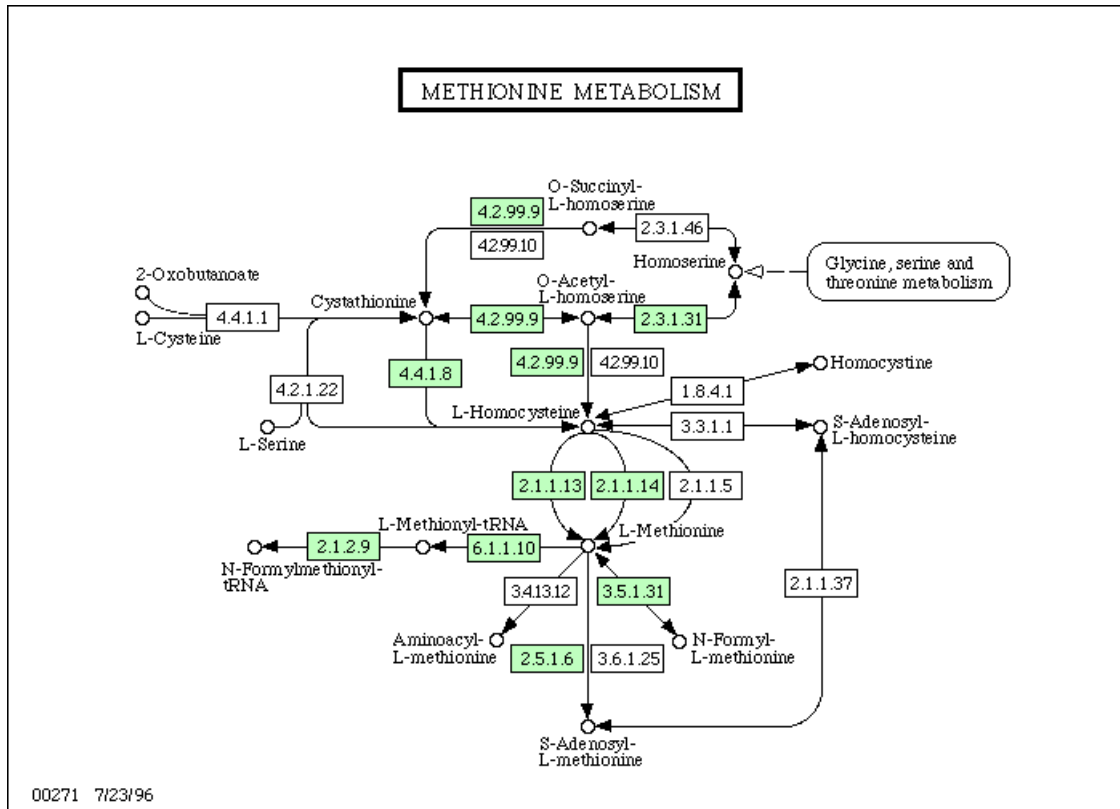 METHIONINE METABOLISM
O-Succinyl-
L-homoserine
4.2.99.9
4.2.99.10
2.3.1.46
Homoserine
Glycine, serine and
threonine metabolism
2-Oxobutanoate
Cystathionine
O-Acetyl-
L-homoserine
4.4.1.1
4.2.99.9
2.3.1.31
L-Cysteine
4.2.99.9
4.2.99.10
4.4.1.8
4.2.1.22
Homocystine
1.8.4.1
L-Homocysteine
3.3.1.1
S-Adenosyl-
L-homocysteine
L-Serine
2.1.1.13
2.1.1.14
2.1.1.5
L-Methionyl-tRNA
L-Methionine
2.1.2.9
6.1.1.10
N-Formylmethionyl-
tRNA
3.4.13.12
3.5.1.31
2.1.1.37
Aminoacyl-
L-methionine
N-Formyl-
L-methionine
2.5.1.6
3.6.1.25
S-Adenosyl-
L-methionine
00271 7/23/96